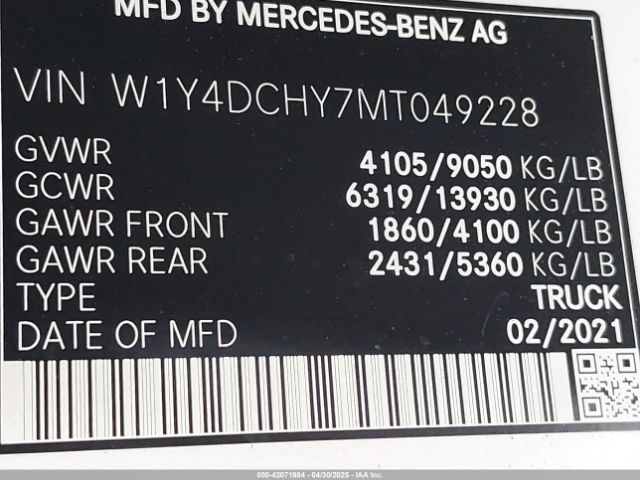 MFD BY MERCEDES-BENZ AG
VIN W1Y4DCHY7MT049228
GVWR 4105/9050 KG/LB
GCWR 6319/13930 KG/LB
GAWR FRONT 1860/4100 KG/LB
GAWR REAR 2431/5360 KG/LB
TYPE TRUCK
DATE OF MFD 02/2021
000-42071984 - 04/30/2025 - IAA Inc.